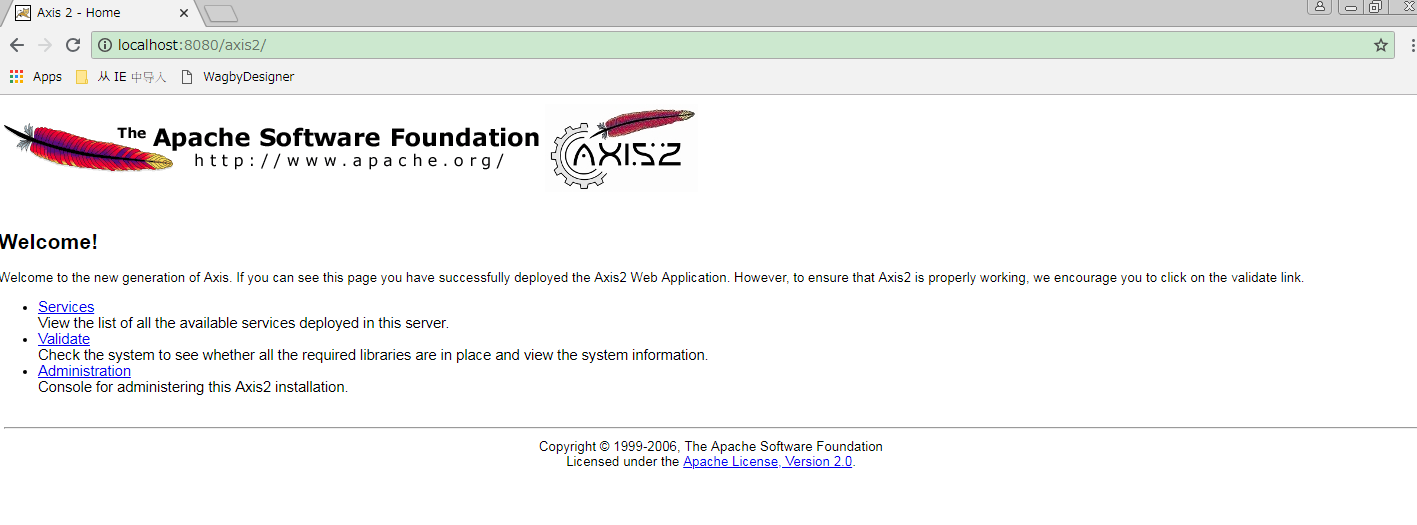 Axis 2 - Home
localhost:8080/axis2/
Apps 从 IE 中导入 WagbyDesigner
The Apache Software Foundation
http://www.apache.org/
AXIS2
Welcome!
Welcome to the new generation of Axis. If you can see this page you have successfully deployed the Axis2 Web Application. However, to ensure that Axis2 is properly working, we encourage you to click on the validate link.
Services
View the list of all the available services deployed in this server.
Validate
Check the system to see whether all the required libraries are in place and view the system information.
Administration
Console for administering this Axis2 installation.
Copyright © 1999-2006, The Apache Software Foundation
Licensed under the Apache License, Version 2.0.